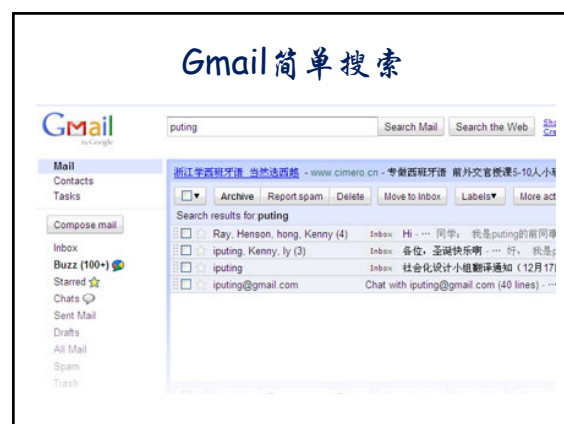 Gmail简单搜索
Gmail
by Google
puting
Search Mail
Search the Web
Mail
Contacts
Tasks
Compose mail
Inbox
Buzz (100+)
Starred
Chats
Sent Mail
Drafts
All Mail
Spam
Trash
浙江学西班牙语 当然选西越 - www.cimero.cn - 专做西班牙语 前外交官授课5-10人小
Archive Report spam Delete Move to Inbox Labels▼ More act
Search results for puting
Ray, Henson, hong, Kenny (4) Inbox Hi - ··· 同学， 我是puting的前同事
iputing, Kenny, ly (3) Inbox 各位，圣诞快乐啊 - ··· 好， 我是p
iputing Inbox 社会化设计小组翻译通知（12月17
iputing@gmail.com Chat with iputing@gmail.com (40 lines) - ···